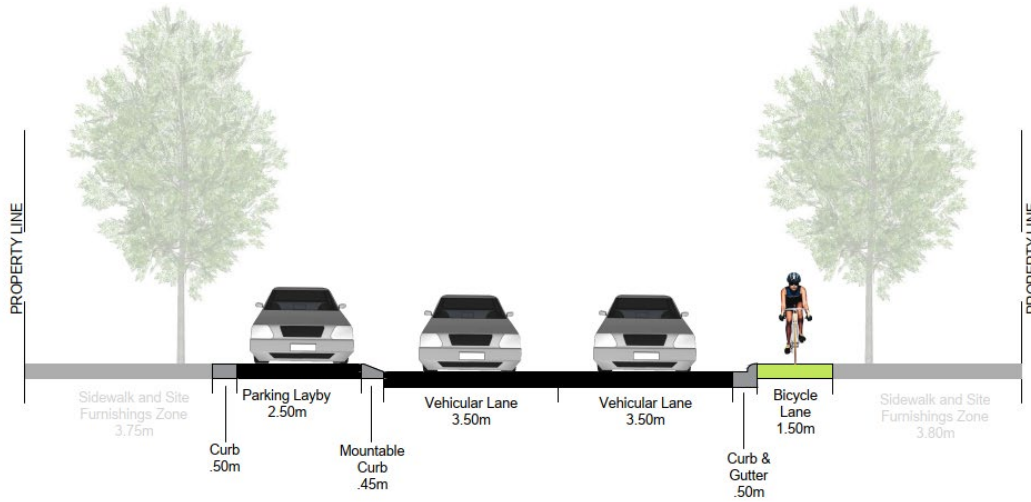 PROPERTY LINE
Sidewalk and Site
Furnishings Zone
3.75m
Curb
.50m
Parking Layby
2.50m
Mountable
Curb
.45m
Vehicular Lane
3.50m
Vehicular Lane
3.50m
Curb &
Gutter
.50m
Bicycle
Lane
1.50m
Sidewalk and Site
Furnishings Zone
3.80m
PROPERTY LINE